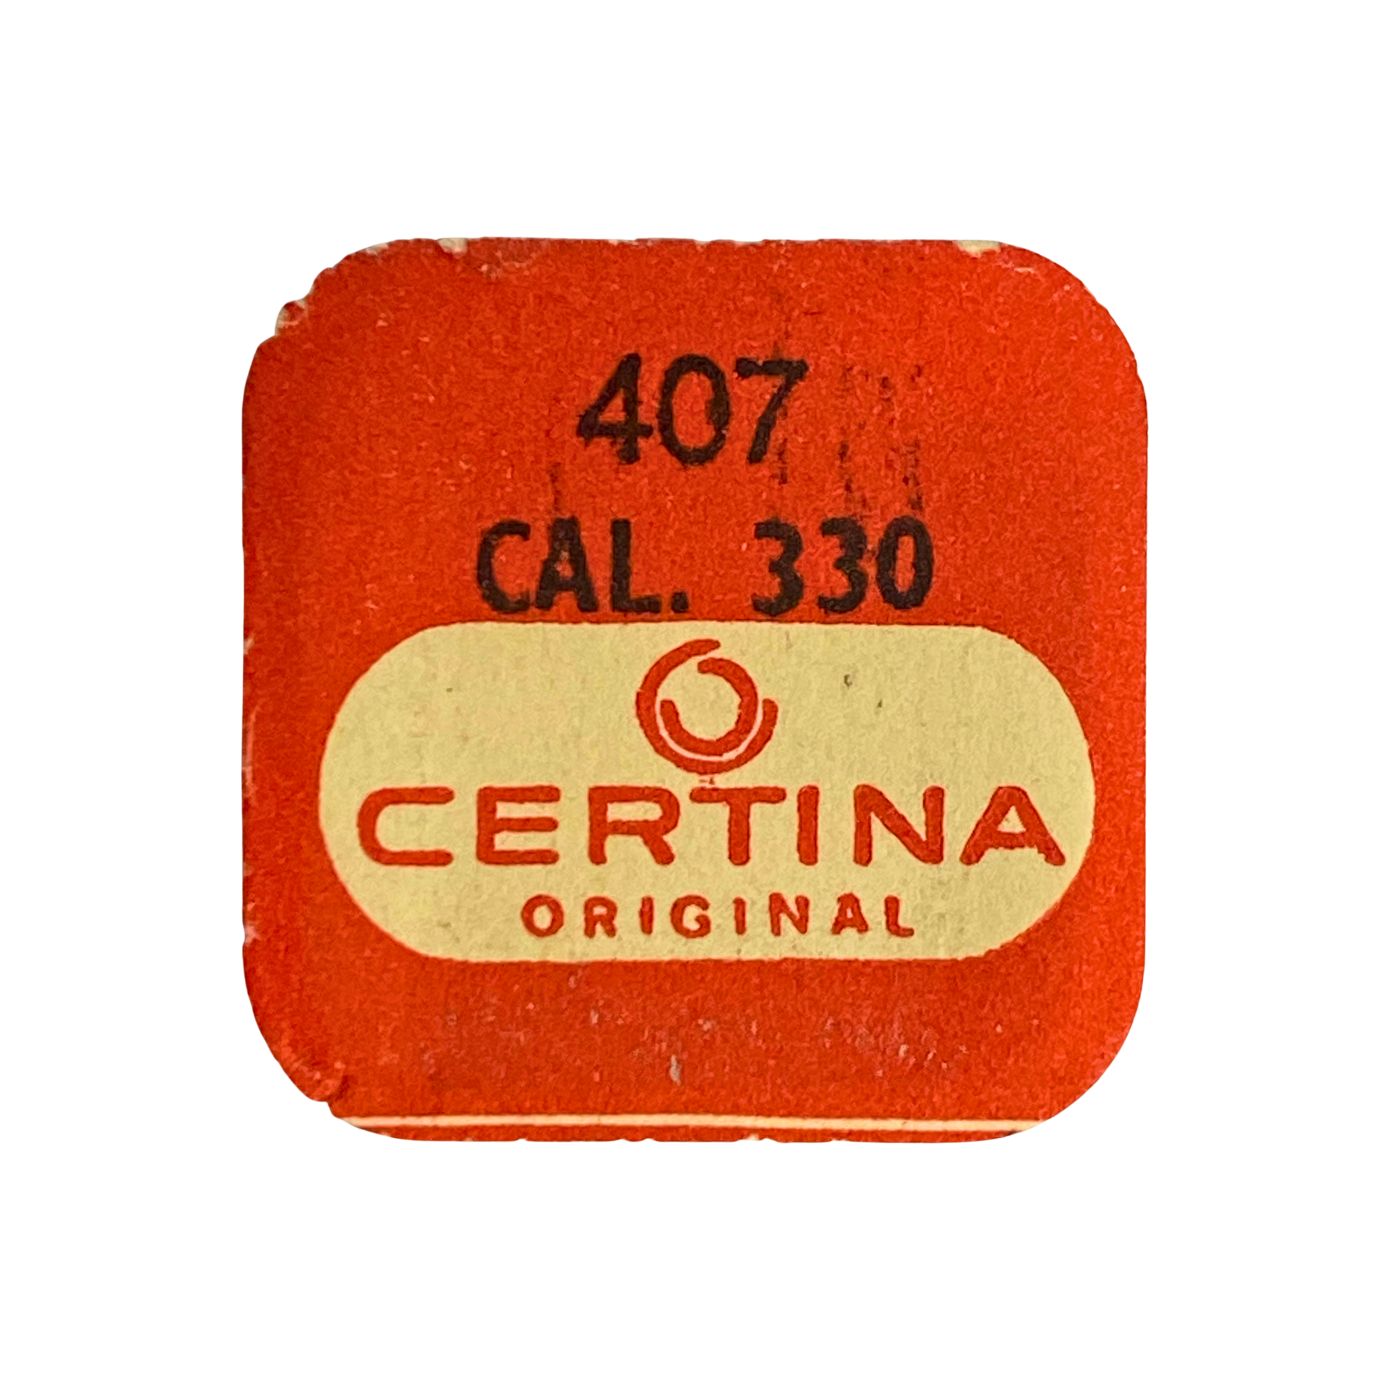 407
CAL. 330
CERTINA
ORIGINAL